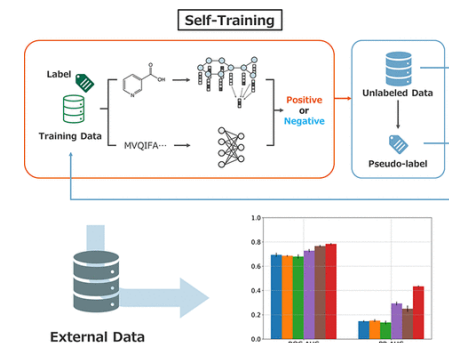 Self-Training
Label
Training Data
OH
N
MVQIFA…
Positive
or
Negative
Unlabeled Data
Pseudo-label
External Data
1.0
0.8
0.6
0.4
0.2
0.0